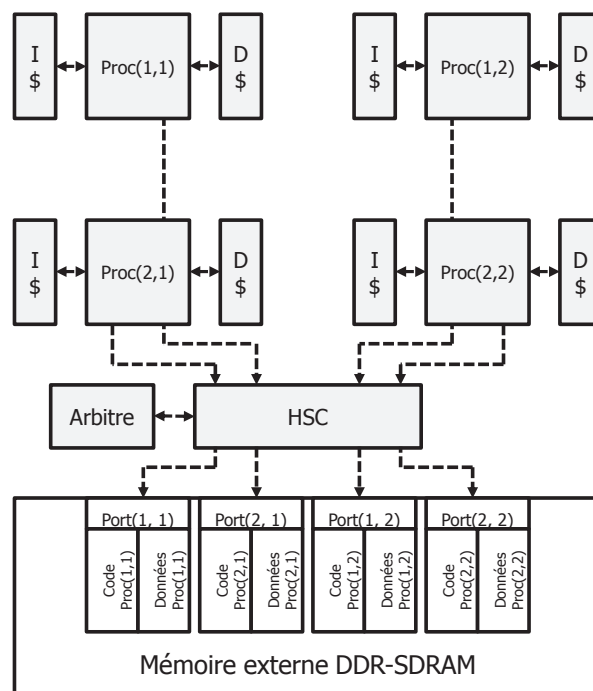 I $
Proc(1,1)
D $
I $
Proc(1,2)
D $
I $
Proc(2,1)
D $
I $
Proc(2,2)
D $
Arbitre
HSC
Port(1, 1)
Port(2, 1)
Port(1, 2)
Port(2, 2)
Code Proc(1,1)
Données Proc(1,1)
Code Proc(2,1)
Données Proc(2,1)
Code Proc(1,2)
Données Proc(1,2)
Code Proc(2,2)
Données Proc(2,2)
Mémoire externe DDR-SDRAM